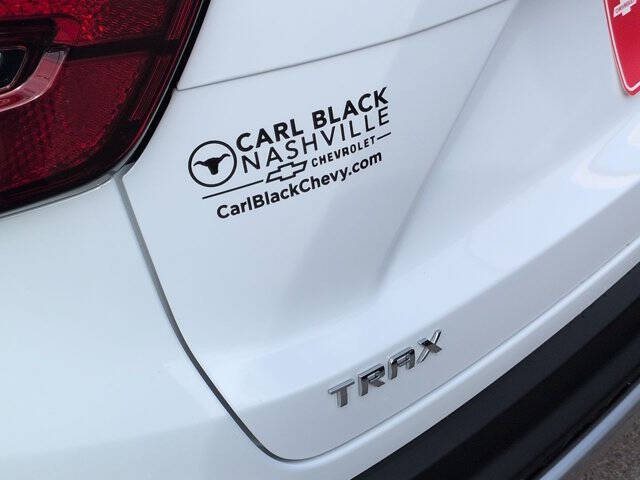 CARL BLACK
NASHVILLE
CHEVROLET
CarlBlackChevy.com
TRAX